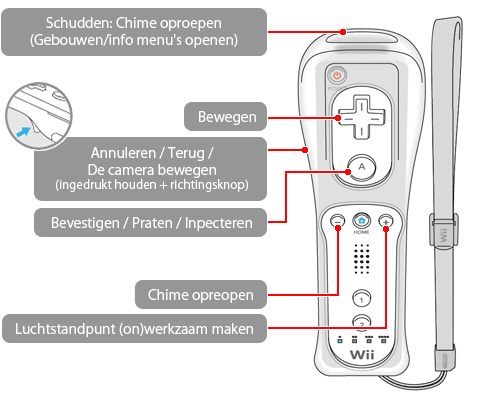 Schudden: Chime oproepen
(Gebouwen/info menu's openen)
POWER
Bewegen
Annuleren / Terug /
De camera bewegen
(ingedrukt houden + richtingsknop)
A
Bevestigen / Praten / Inpecteren
HOME
Chime opreopen
1
Luchtstandpunt (on)werkzaam maken
2
Wii
Wii